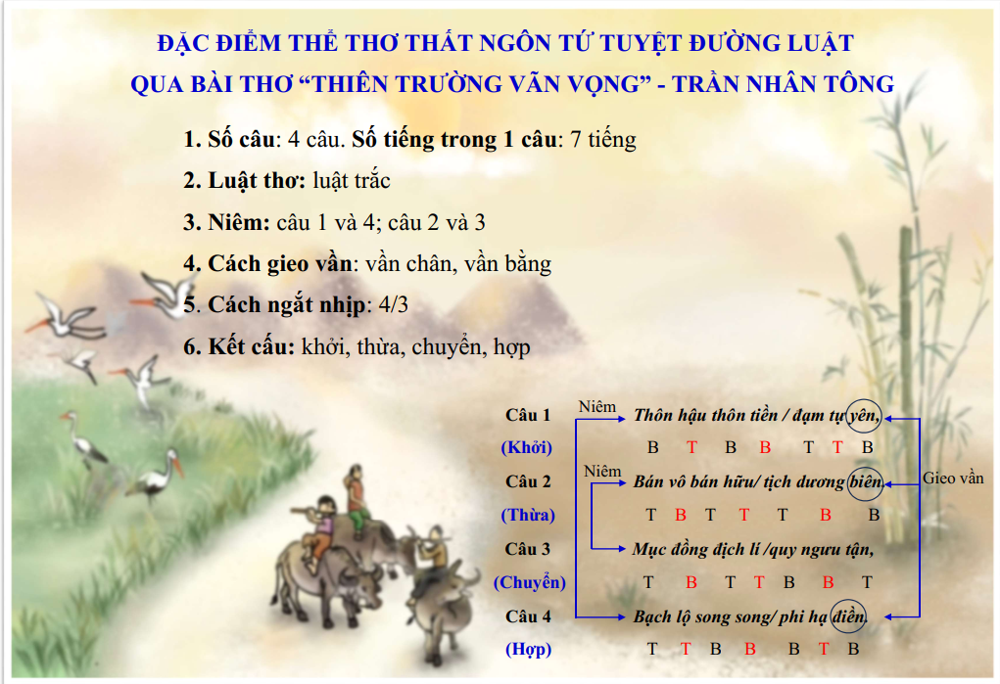 ĐẶC ĐIỂM THỂ THƠ THẤT NGÔN TỨ TUYỆT ĐƯỜNG LUẬT
QUA BÀI THƠ “THIÊN TRƯỜNG VÃN VỌNG” - TRẦN NHÂN TÔNG
1. Số câu: 4 câu. Số tiếng trong 1 câu: 7 tiếng
2. Luật thơ: luật trắc
3. Niêm: câu 1 và 4; câu 2 và 3
4. Cách gieo vần: vần chân, vần bằng
5. Cách ngắt nhịp: 4/3
6. Kết cấu: khởi, thừa, chuyển, hợp
Câu 1 Niêm Thôn hậu thôn tiền / đạm tự yên,
(Khởi) B T B B T T B
Câu 2 Niêm Bán vô bán hữu/ tịch dương biên. Gieo vần
(Thừa) T B T T T B B
Câu 3 Mục đồng địch lí /quy ngưu tận,
(Chuyển) T B T T B B T
Câu 4 Bạch lộ song song/ phi hạ điền.
(Hợp) T T B B B T B